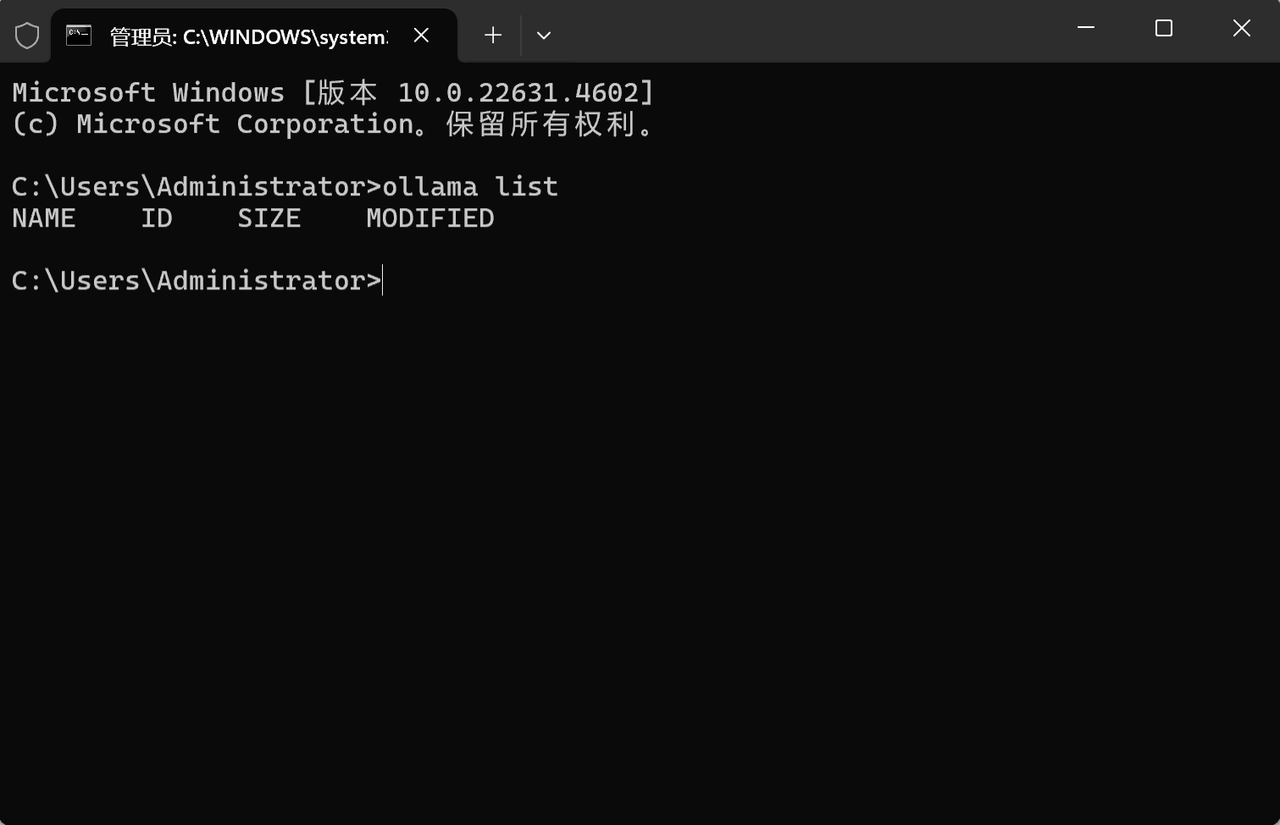 管理员: C:\WINDOWS\system
Microsoft Windows [版本 10.0.22631.4602]
(c) Microsoft Corporation。保留所有权利。
C:\Users\Administrator>ollama list
NAME    ID    SIZE    MODIFIED
C:\Users\Administrator>